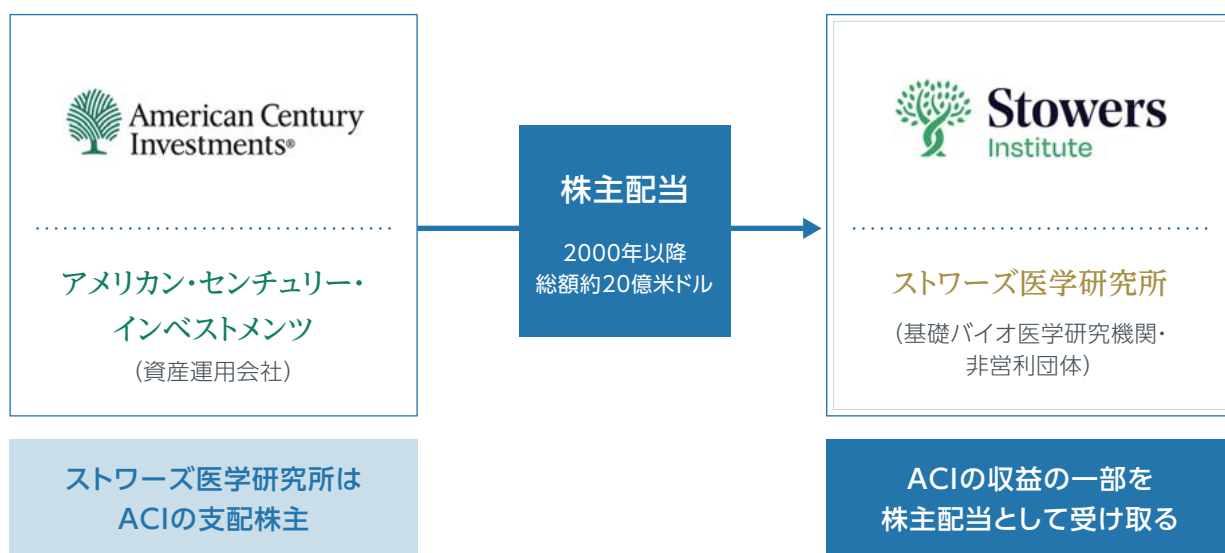 American Century
Investments®
アメリカン・センチュリー・
インベストメンツ
（資産運用会社）
ストワーズ医学研究所は
ACIの支配株主
株主配当
2000年以降
総額約20億米ドル
Stowers
Institute
ストワーズ医学研究所
（基礎バイオ医学研究機関・
非営利団体）
ACIの収益の一部を
株主配当として受け取る